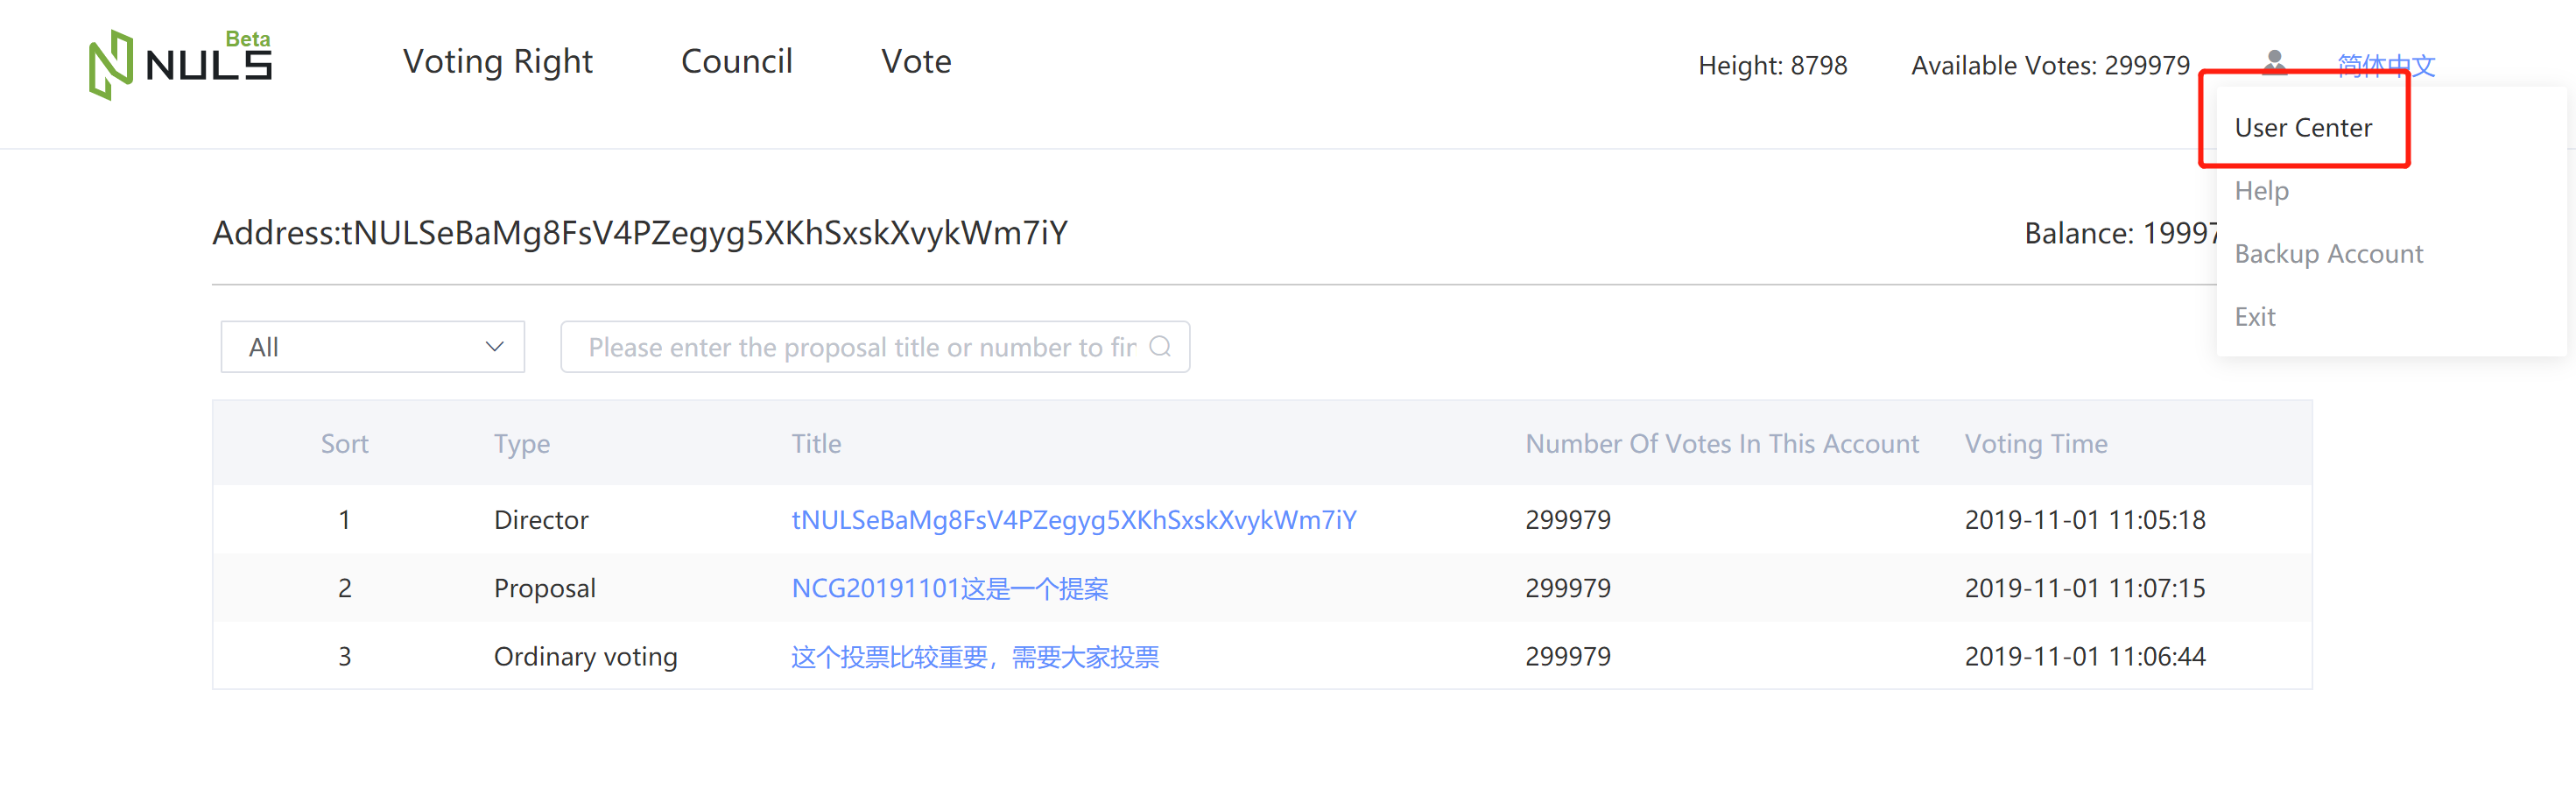 NULS Beta
Voting Right Council Vote Height: 8798 Available Votes: 299979 简体中文
User Center
Help
Backup Account
Exit
Address:tNULSeBaMg8FsV4PZegyg5XKhSxskXvykWm7iY Balance: 19997
All Please enter the proposal title or number to fir
Sort Type Title Number Of Votes In This Account Voting Time
1 Director tNULSeBaMg8FsV4PZegyg5XKhSxskXvykWm7iY 299979 2019-11-01 11:05:18
2 Proposal NCG20191101这是一个提案 299979 2019-11-01 11:07:15
3 Ordinary voting 这个投票比较重要，需要大家投票 299979 2019-11-01 11:06:44